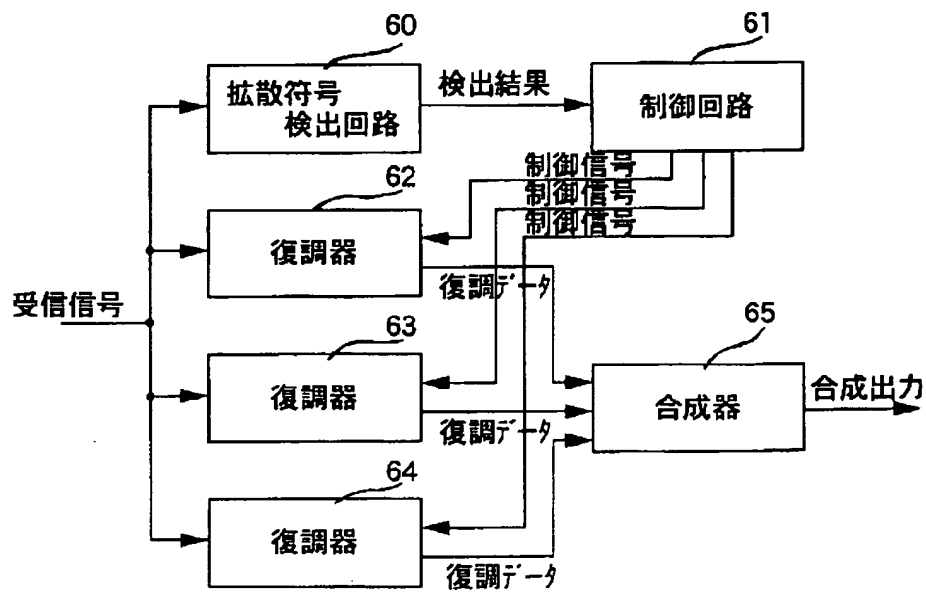 60
拡散符号
検出回路
検出結果
61
制御回路
制御信号
制御信号
制御信号
62
復調器
復調データ
受信信号
63
復調器
復調データ
65
合成器
合成出力
64
復調器
復調データ